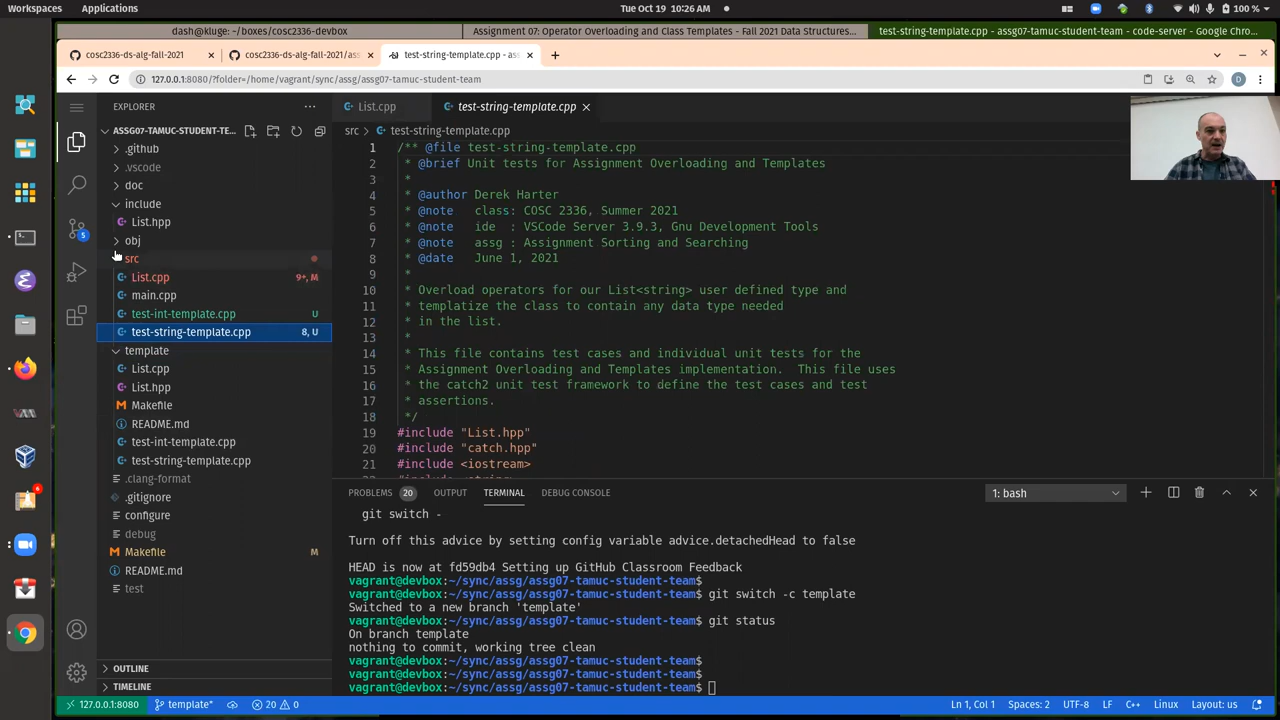 Workspaces Applications Tue Oct 19 10:26 AM 100 %
dash@kluge: ~/boxes/cosc2336-devbox Assignment 07: Operator Overloading and Class Templates - Fall 2021 Data Structures... test-string-template.cpp - assg07-tamuc-student-team - code-server - Google Chro...
cosc2336-ds-alg-fall-2021 cosc2336-ds-alg-fall-2021/ass test-string-template.cpp - ass
127.0.0.1:8080/?folder=/home/vagrant/sync/assg/assg07-tamuc-student-team D
EXPLORER
ASSG07-TAMUC-STUDENT-TE...
.github
.vscode
doc
include
List.hpp
obj
src
List.cpp 9+, M
main.cpp
test-int-template.cpp U
test-string-template.cpp 8, U
template
List.cpp
List.hpp
Makefile
README.md
test-int-template.cpp
test-string-template.cpp
.clang-format
.gitignore
configure
debug
Makefile M
README.md
test
OUTLINE
TIMELINE
5
List.cpp test-string-template.cpp
src > test-string-template.cpp
1 /** @file test-string-template.cpp
2 * @brief Unit tests for Assignment Overloading and Templates
3 *
4 * @author Derek Harter
5 * @note class: COSC 2336, Summer 2021
6 * @note ide : VSCode Server 3.9.3, Gnu Development Tools
7 * @note assg : Assignment Sorting and Searching
8 * @date June 1, 2021
9 *
10 * Overload operators for our List<string> user defined type and
11 * templatize the class to contain any data type needed
12 * in the list.
13 *
14 * This file contains test cases and individual unit tests for the
15 * Assignment Overloading and Templates implementation. This file uses
16 * the catch2 unit test framework to define the test cases and test
17 * assertions.
18 */
19 #include "List.hpp"
20 #include "catch.hpp"
21 #include <iostream>
PROBLEMS 20 OUTPUT TERMINAL DEBUG CONSOLE 1: bash
git switch -
Turn off this advice by setting config variable advice.detachedHead to false
HEAD is now at fd59db4 Setting up GitHub Classroom Feedback
vagrant@devbox:~/sync/assg/assg07-tamuc-student-team$
vagrant@devbox:~/sync/assg/assg07-tamuc-student-team$ git switch -c template
Switched to a new branch 'template'
vagrant@devbox:~/sync/assg/assg07-tamuc-student-team$ git status
On branch template
nothing to commit, working tree clean
vagrant@devbox:~/sync/assg/assg07-tamuc-student-team$
vagrant@devbox:~/sync/assg/assg07-tamuc-student-team$
vagrant@devbox:~/sync/assg/assg07-tamuc-student-team$
127.0.0.1:8080 template* 20 0 Ln 1, Col 1 Spaces: 2 UTF-8 LF C++ Linux Layout: us